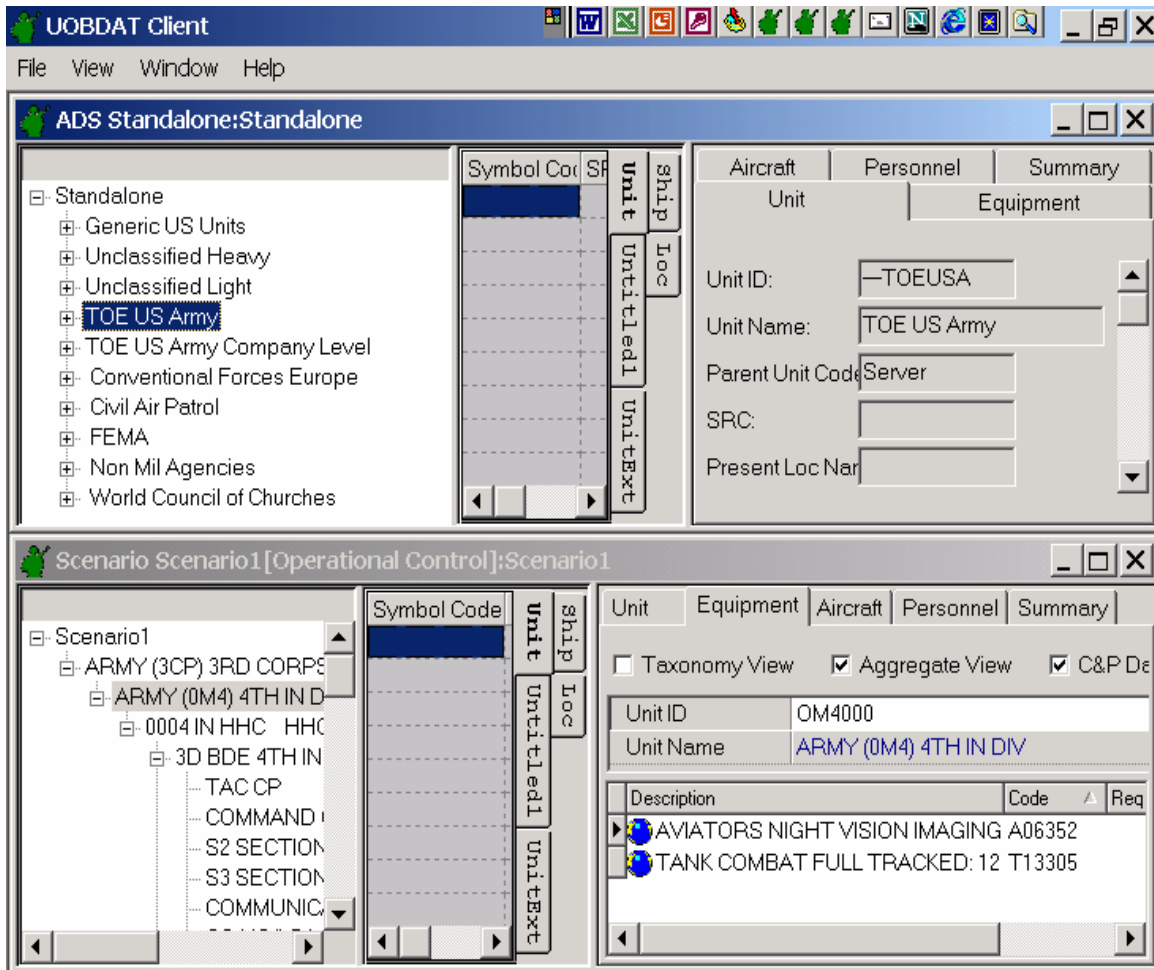 UOBDAT Client
File View Window Help
ADS Standalone:Standalone
Standalone
Generic US Units
Unclassified Heavy
Unclassified Light
TOE US Army
TOE US Army Company Level
Conventional Forces Europe
Civil Air Patrol
FEMA
Non Mil Agencies
World Council of Churches
Symbol Co
Unit
Untitled1
UnitExt
Ship
Loc
Aircraft Personnel Summary
Unit Equipment
Unit ID: —TOEUSA
Unit Name: TOE US Army
Parent Unit Code Server
SRC:
Present Loc Nar
Scenario Scenario1[Operational Control]:Scenario1
Scenario1
ARMY (3CP) 3RD CORPS
ARMY (0M4) 4TH IN D
0004 IN HHC HHC
3D BDE 4TH IN
TAC CP
COMMAND
S2 SECTION
S3 SECTION
COMMUNICA
Symbol Code
Unit
Untitled1
UnitExt
Ship
Loc
Unit Equipment Aircraft Personnel Summary
Taxonomy View Aggregate View C&P De
Unit ID OM4000
Unit Name ARMY (0M4) 4TH IN DIV
Description Code Req
AVIATORS NIGHT VISION IMAGING A06352
TANK COMBAT FULL TRACKED: 12 T13305